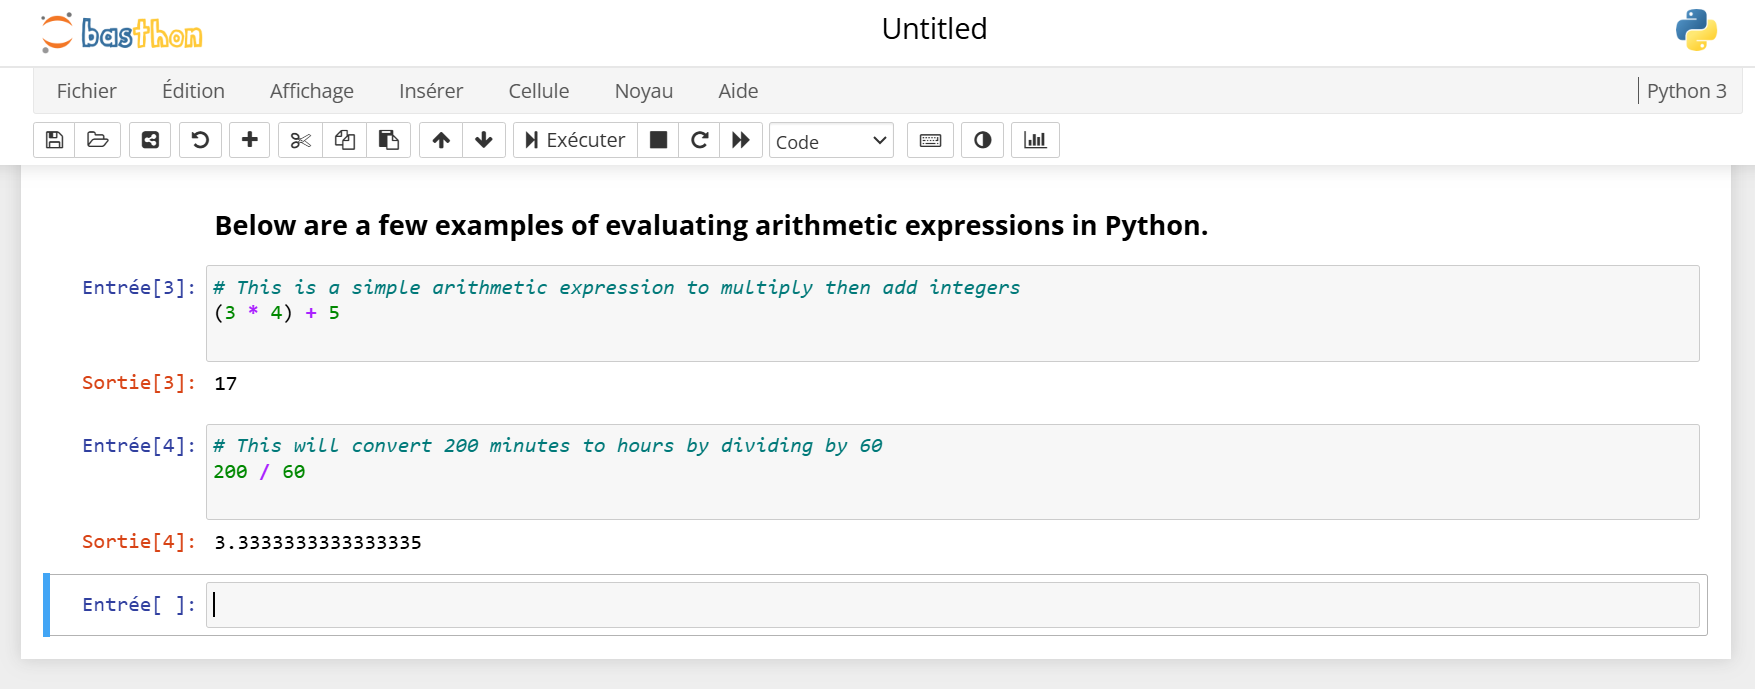 basthon
Untitled
Fichier Édition Affichage Insérer Cellule Noyau Aide Python 3
Exécuter Code
Below are a few examples of evaluating arithmetic expressions in Python.
Entrée[3]: # This is a simple arithmetic expression to multiply then add integers
(3 * 4) + 5
Sortie[3]: 17
Entrée[4]: # This will convert 200 minutes to hours by dividing by 60
200 / 60
Sortie[4]: 3.3333333333333335
Entrée[ ]: